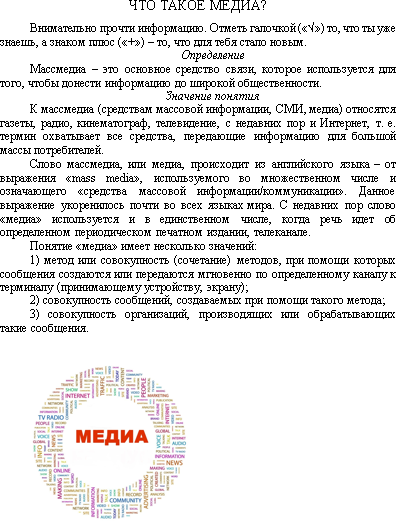 ЧТО ТАКОЕ МЕДИА?
Внимательно прочти информацию. Отметь галочкой («√») то, что ты уже
знаешь, а знаком плюс («+») – то, что для тебя стало новым.
Определение
Массмедиа – это основное средство связи, которое используется для
того, чтобы донести информацию до широкой общественности.
Значение понятия
К массмедиа (средствам массовой информации, СМИ, медиа) относятся
газеты, радио, кинематограф, телевидение, с недавних пор и Интернет, т. е.
термин охватывает все средства, передающие информацию для большой
массы потребителей.
Слово массмедиа, или медиа, происходит из английского языка – от
выражения «mass media», используемого во множественном числе и
означающего «средства массовой информации/коммуникации». Данное
выражение укоренилось почти во всех языках мира. С недавних пор слово
«медиа» используется и в единственном числе, когда речь идет об
определенном периодическом печатном издании, телеканале.
Понятие «медиа» имеет несколько значений:
1) метод или совокупность (сочетание) методов, при помощи которых
сообщения создаются или передаются мгновенно по определенному каналу к
терминалу (принимающему устройству, экрану);
2) совокупность сообщений, создаваемых при помощи такого метода;
3) совокупность организаций, производящих или обрабатывающих
такие сообщения.
INTERNET
TRAFFIC
PEOPLE
TV RADIO
МЕДИА
INTERNET
NEWS
ONLINE
MAKING
INFORMATION
COMMUNITY
ADVERTISING